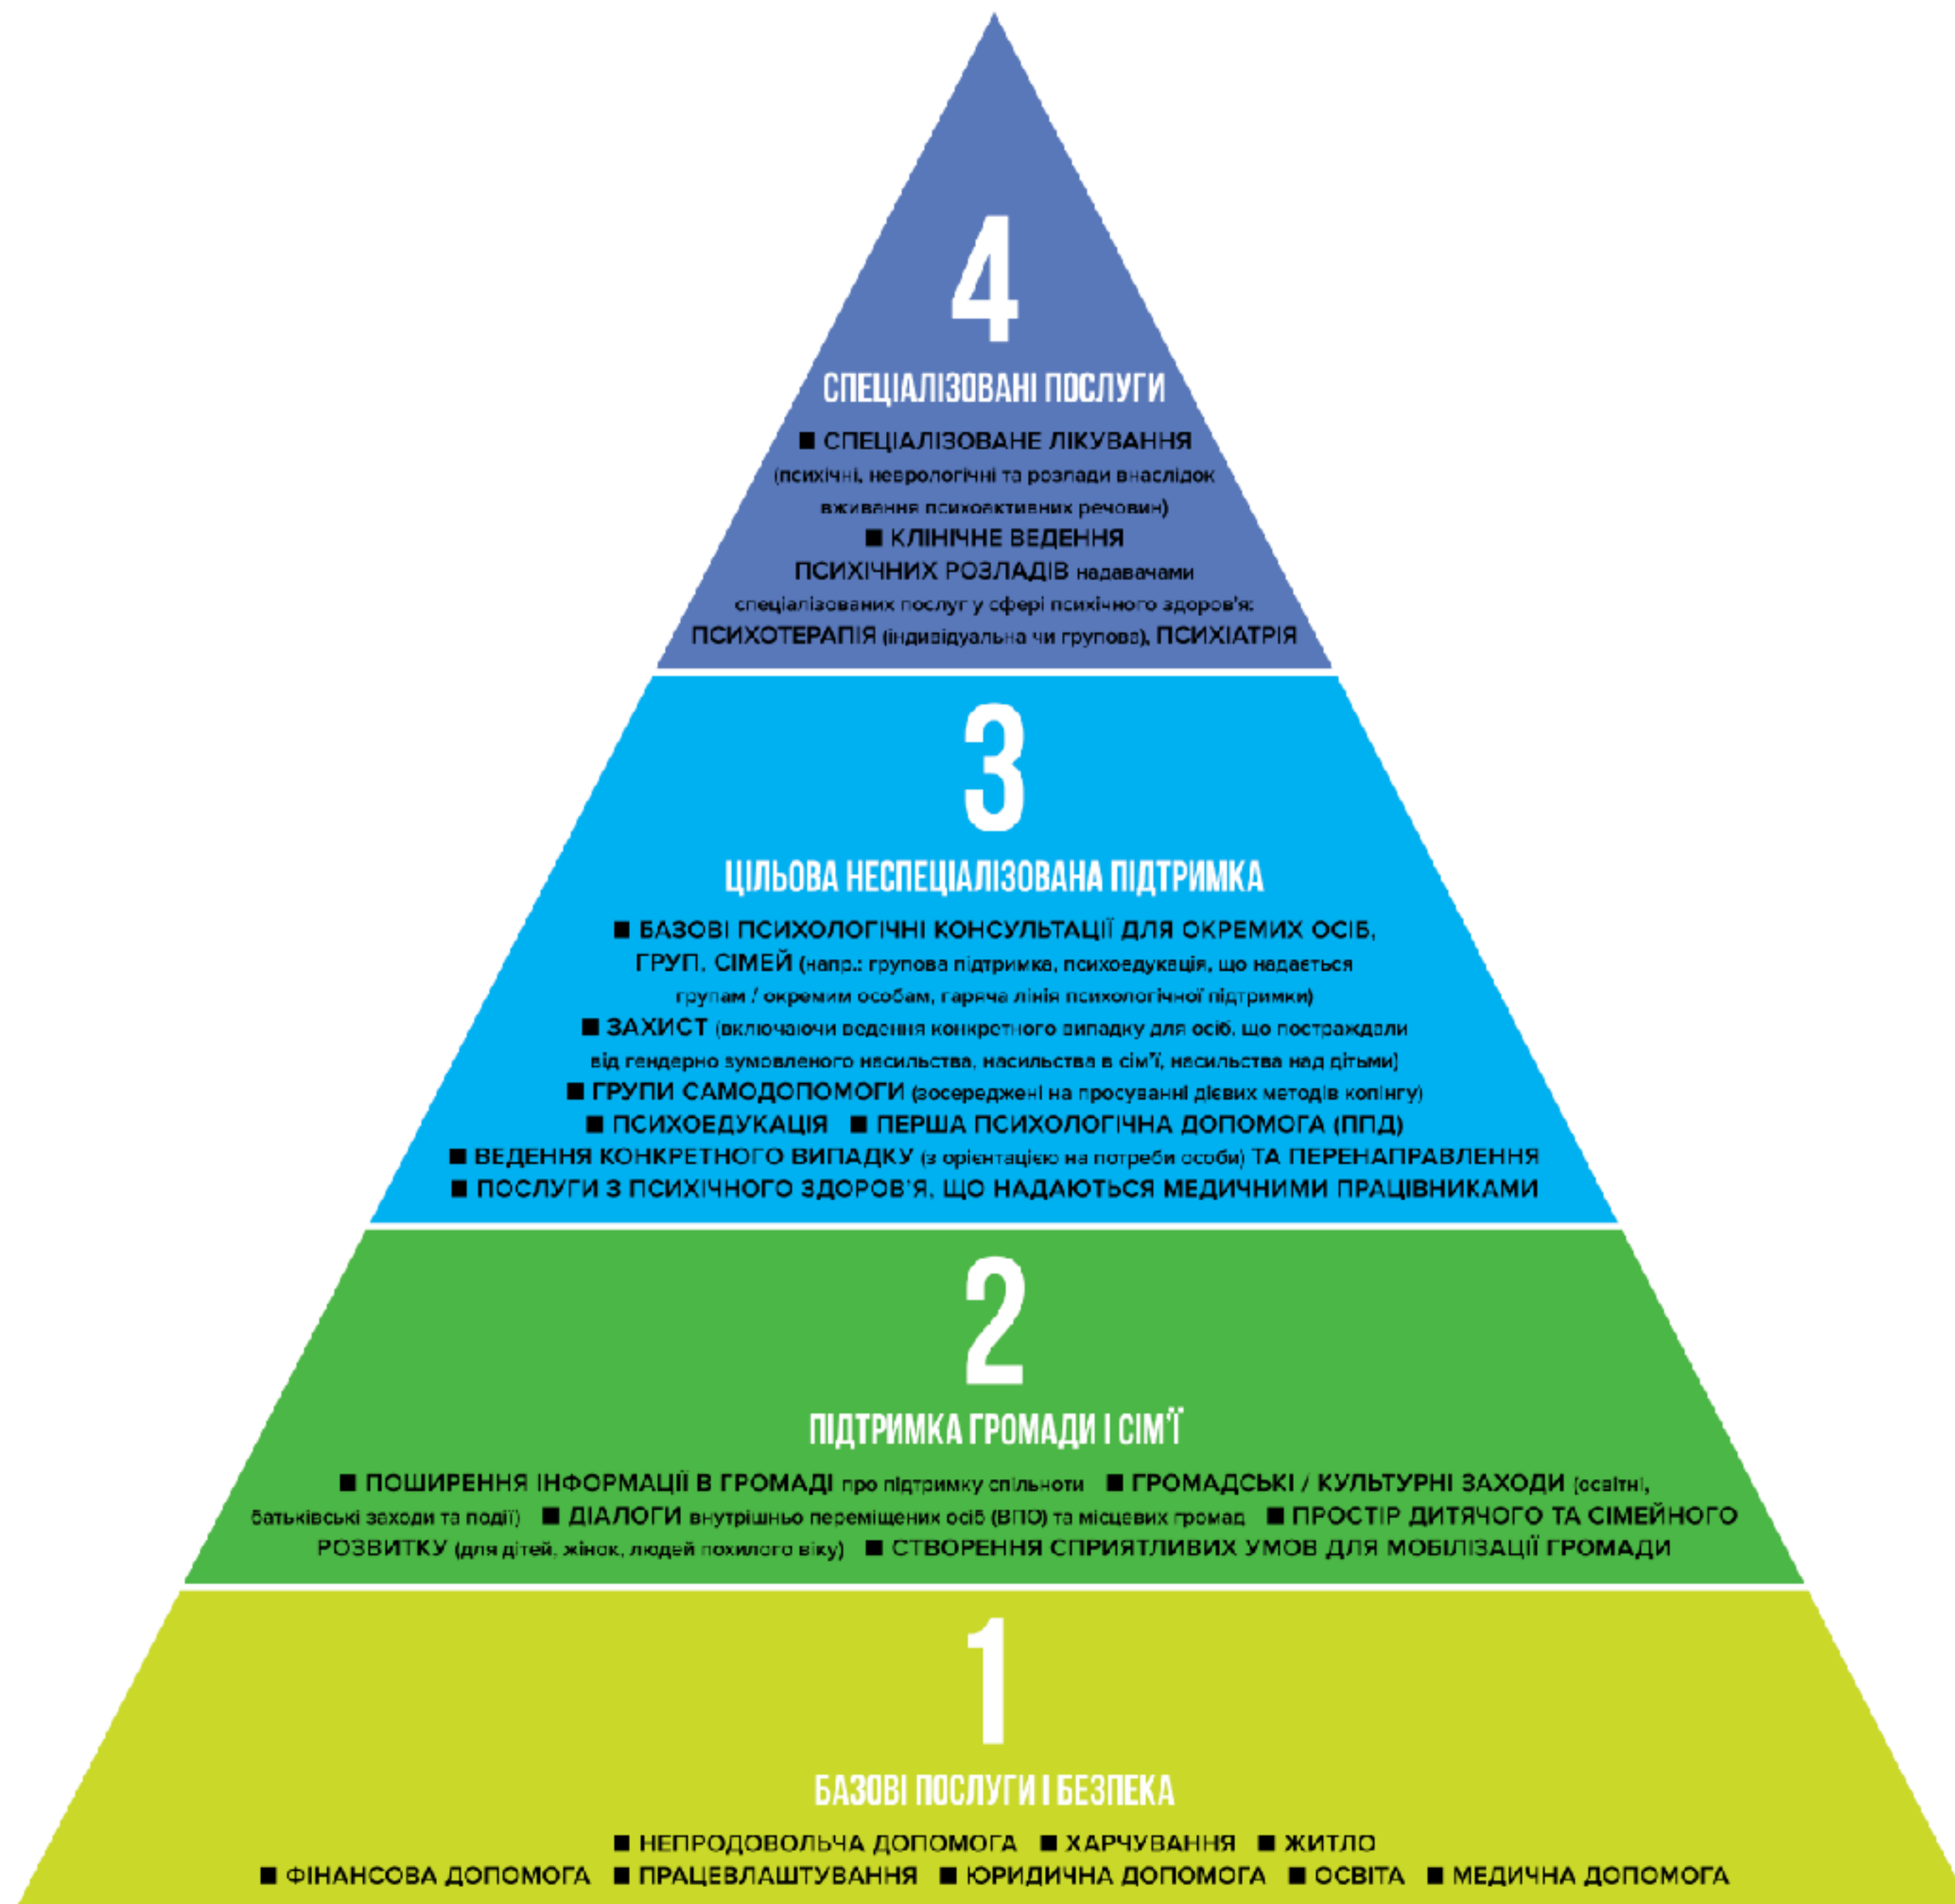 4
СПЕЦІАЛІЗОВАНІ ПОСЛУГИ
■ СПЕЦІАЛІЗОВАНЕ ЛІКУВАННЯ
(психічні, неврологічні та розлади внаслідок
вживання психоактивних речовин)
■ КЛІНІЧНЕ ВЕДЕННЯ
ПСИХІЧНИХ РОЗЛАДІВ надавачами
спеціалізованих послуг у сфері психічного здоров'я:
ПСИХОТЕРАПІЯ (індивідуальна чи групова), ПСИХІАТРІЯ
3
ЦІЛЬОВА НЕСПЕЦІАЛІЗОВАНА ПІДТРИМКА
■ БАЗОВІ ПСИХОЛОГІЧНІ КОНСУЛЬТАЦІЇ ДЛЯ ОКРЕМИХ ОСІБ,
ГРУП, СІМЕЙ (напр.: групова підтримка, психоедукація, що надається
групам / окремим особам, гаряча лінія психологічної підтримки)
■ ЗАХИСТ (включаючи ведення конкретного випадку для осіб, що постраждали
від гендерно зумовленого насильства, насильства в сім'ї, насильства над дітьми)
■ ГРУПИ САМОДОПОМОГИ (зосереджені на просуванні дієвих методів копінгу)
■ ПСИХОЕДУКАЦІЯ ■ ПЕРША ПСИХОЛОГІЧНА ДОПОМОГА (ППД)
■ ВЕДЕННЯ КОНКРЕТНОГО ВИПАДКУ (з орієнтацією на потреби особи) ТА ПЕРЕНАПРАВЛЕННЯ
■ ПОСЛУГИ З ПСИХІЧНОГО ЗДОРОВ'Я, ЩО НАДАЮТЬСЯ МЕДИЧНИМИ ПРАЦІВНИКАМИ
2
ПІДТРИМКА ГРОМАДИ І СІМ'Ї
■ ПОШИРЕННЯ ІНФОРМАЦІЇ В ГРОМАДІ про підтримку спільноти ■ ГРОМАДСЬКІ / КУЛЬТУРНІ ЗАХОДИ (освітні,
батьківські заходи та події) ■ ДІАЛОГИ внутрішньо переміщених осіб (ВПО) та місцевих громад ■ ПРОСТІР ДИТЯЧОГО ТА СІМЕЙНОГО
РОЗВИТКУ (для дітей, жінок, людей похилого віку) ■ СТВОРЕННЯ СПРИЯТЛИВИХ УМОВ ДЛЯ МОБІЛІЗАЦІЇ ГРОМАДИ
1
БАЗОВІ ПОСЛУГИ І БЕЗПЕКА
■ НЕПРОДОВОЛЬЧА ДОПОМОГА ■ ХАРЧУВАННЯ ■ ЖИТЛО
■ ФІНАНСОВА ДОПОМОГА ■ ПРАЦЕВЛАШТУВАННЯ ■ ЮРИДИЧНА ДОПОМОГА ■ ОСВІТА ■ МЕДИЧНА ДОПОМОГА